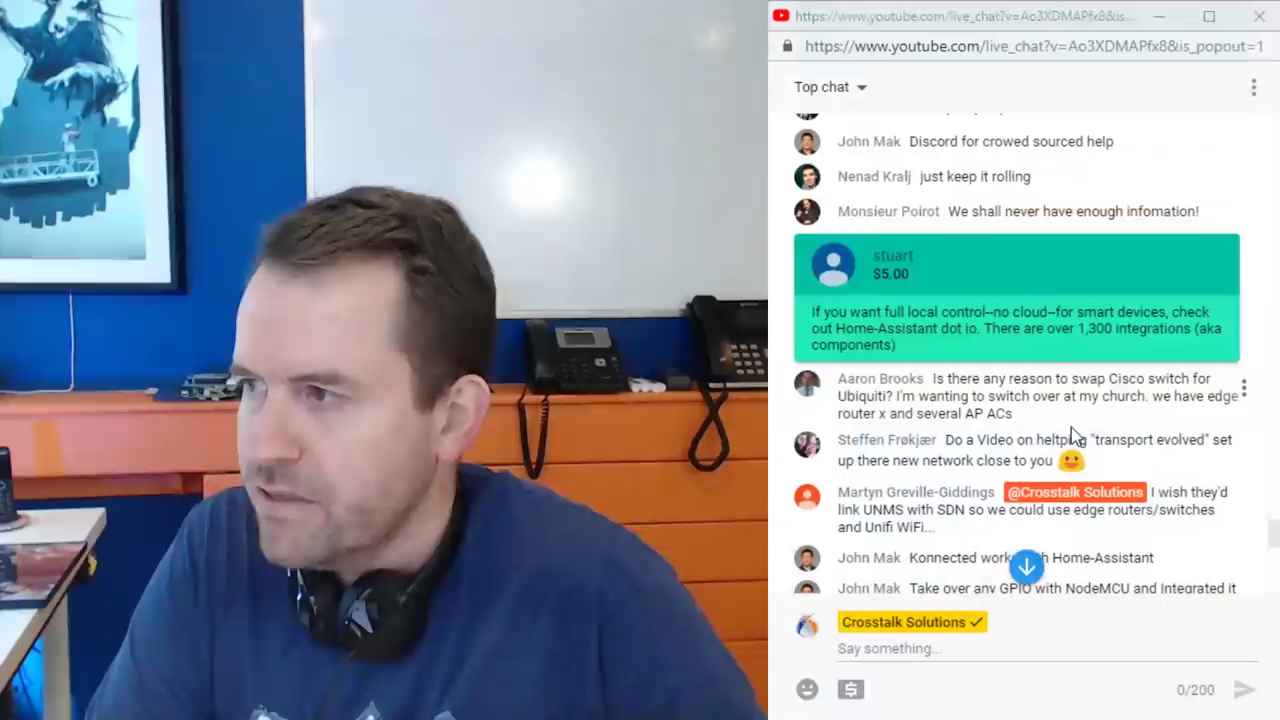 https://www.youtube.com/live_chat?v=Ao3XDMAPfx8&is...
https://www.youtube.com/live_chat?v=Ao3XDMAPfx8&is_popout=1
Top chat
John Mak Discord for crowed sourced help
Nenad Kralj just keep it rolling
Monsieur Poirot We shall never have enough infomation!
stuart
$5.00
If you want full local control--no cloud--for smart devices, check
out Home-Assistant dot io. There are over 1,300 integrations (aka
components)
Aaron Brooks Is there any reason to swap Cisco switch for
Ubiquiti? I'm wanting to switch over at my church. we have edge
router x and several AP ACs
Steffen Frøkjær Do a Video on "transport evolved" set
up there new network close to you
Martyn Greville-Giddings @Crosstalk Solutions I wish they'd
link UNMS with SDN so we could use edge routers/switches
and Unifi WiFi...
John Mak Konnected Home-Assistant
John Mak Take over any GPIO with NodeMCU and Integrated it
Crosstalk Solutions
Say something...
0/200